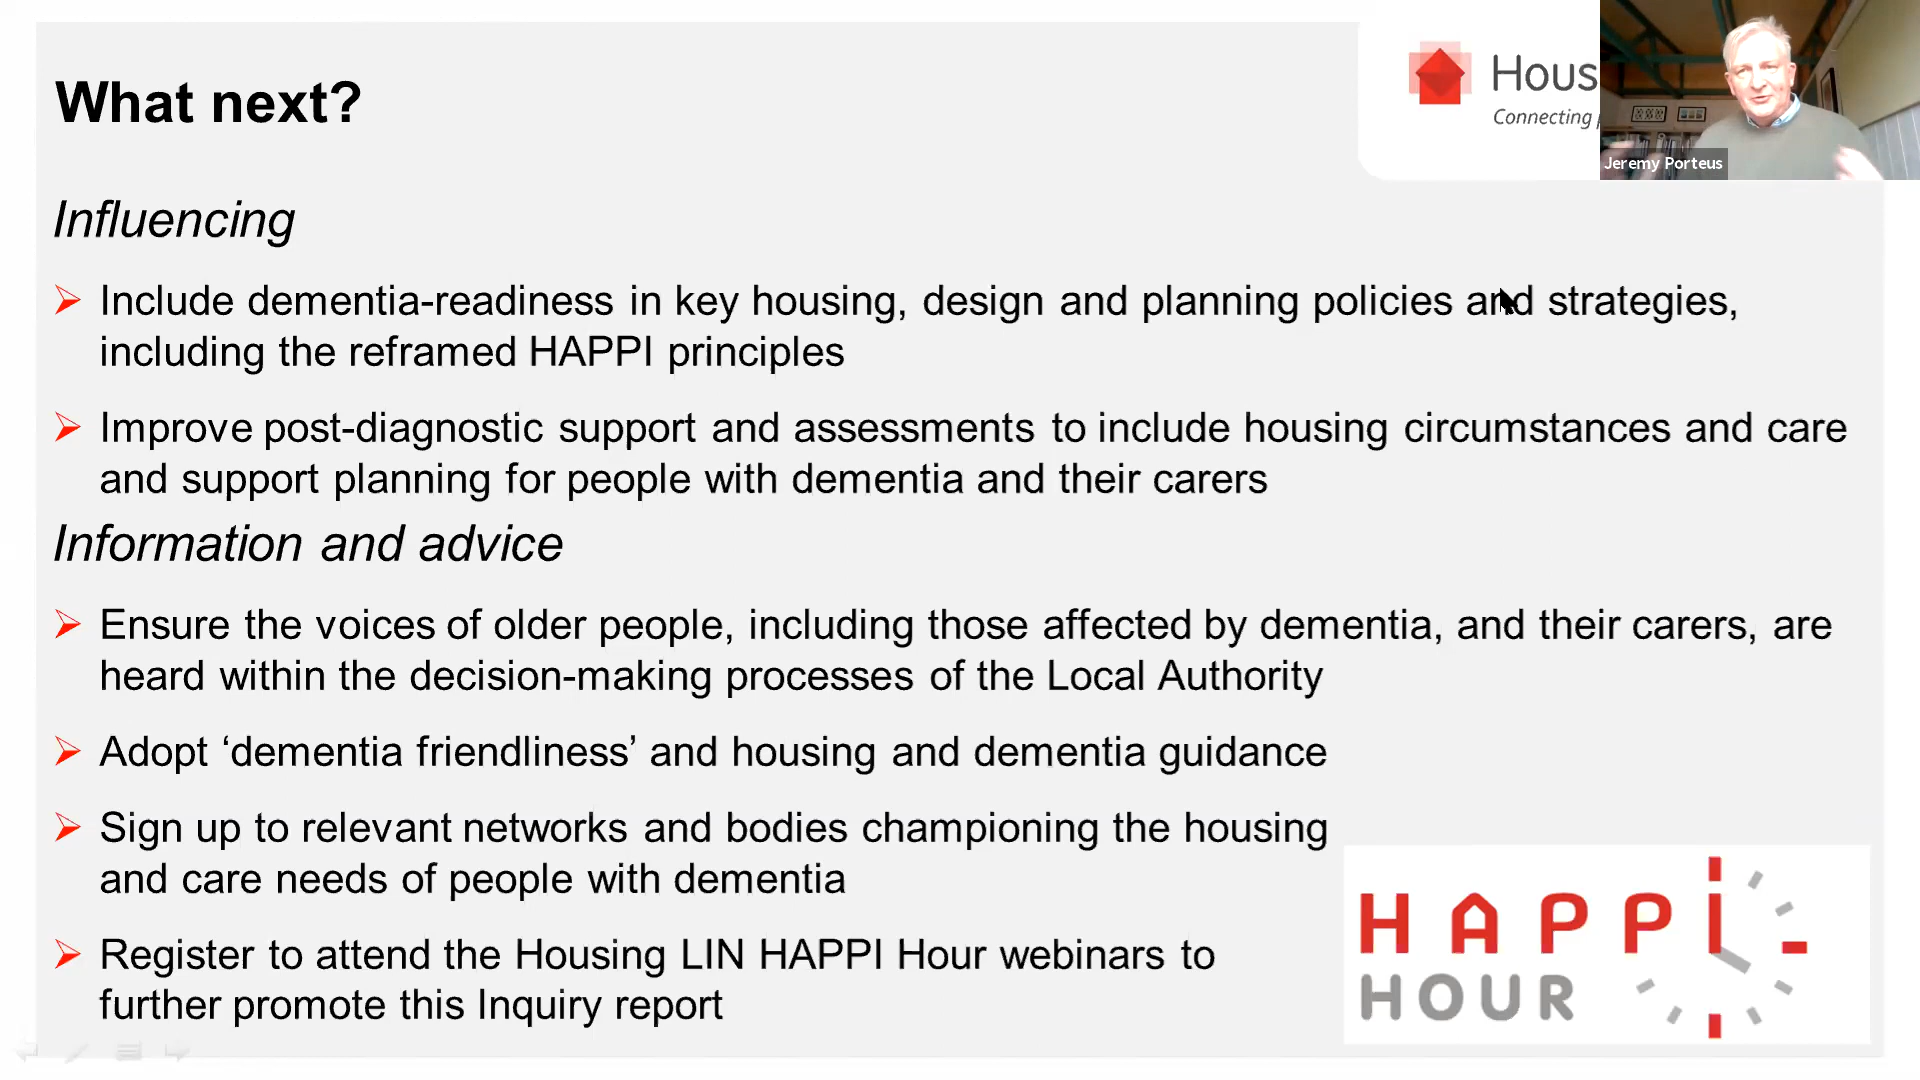 What next?
Hous
Connecting
Jeremy Porteus
Influencing
Include dementia-readiness in key housing, design and planning policies and strategies,
including the reframed HAPPI principles
Improve post-diagnostic support and assessments to include housing circumstances and care
and support planning for people with dementia and their carers
Information and advice
Ensure the voices of older people, including those affected by dementia, and their carers, are
heard within the decision-making processes of the Local Authority
Adopt ‘dementia friendliness’ and housing and dementia guidance
Sign up to relevant networks and bodies championing the housing
and care needs of people with dementia
Register to attend the Housing LIN HAPPI Hour webinars to
further promote this Inquiry report
HAPPI
HOUR